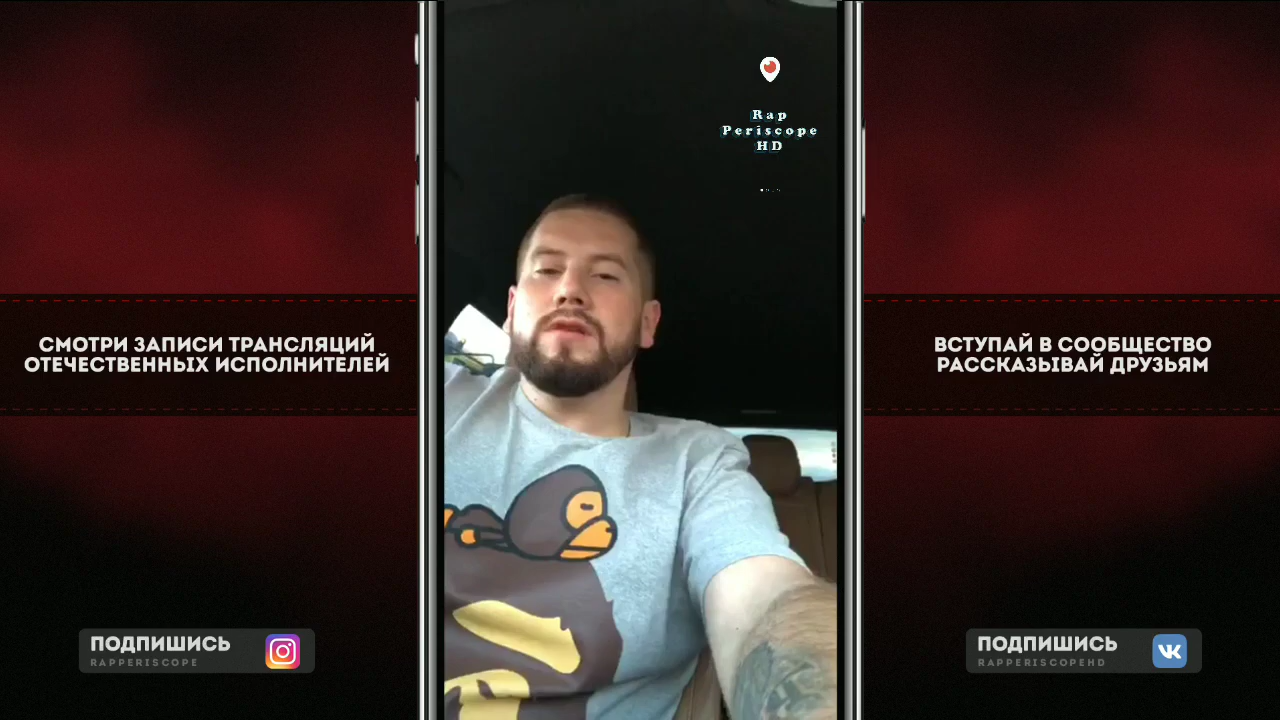 Rap
Periscope
HD
СМОТРИ ЗАПИСИ ТРАНСЛЯЦИЙ
ОТЕЧЕСТВЕННЫХ ИСПОЛНИТЕЛЕЙ
ВСТУПАЙ В СООБЩЕСТВО
РАССКАЗЫВАЙ ДРУЗЬЯМ
ПОДПИШИСЬ
RAPPERISCOPE
ПОДПИШИСЬ
RAPPERISCOPEHD